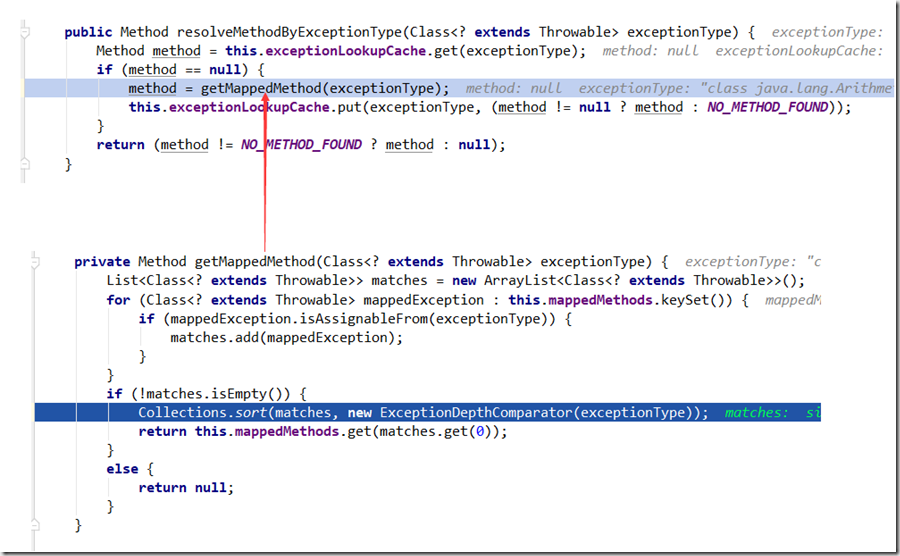 public Method resolveMethodByExceptionType(Class<? extends Throwable> exceptionType) {  exceptionType:
    Method method = this.exceptionLookupCache.get(exceptionType);  method: null  exceptionLookupCache:
    if (method == null) {
        method = getMappedMethod(exceptionType);  method: null  exceptionType: "class java.lang.Arithme
        this.exceptionLookupCache.put(exceptionType, (method != null ? method : NO_METHOD_FOUND));
    }
    return (method != NO_METHOD_FOUND ? method : null);
}
private Method getMappedMethod(Class<? extends Throwable> exceptionType) {  exceptionType: "c
    List<Class<? extends Throwable>> matches = new ArrayList<Class<? extends Throwable>>();
    for (Class<? extends Throwable> mappedException : this.mappedMethods.keySet()) {  mappedM
        if (mappedException.isAssignableFrom(exceptionType)) {
            matches.add(mappedException);
        }
    }
    if (!matches.isEmpty()) {
        Collections.sort(matches, new ExceptionDepthComparator(exceptionType));  matches:  si
        return this.mappedMethods.get(matches.get(0));
    }
    else {
        return null;
    }
}